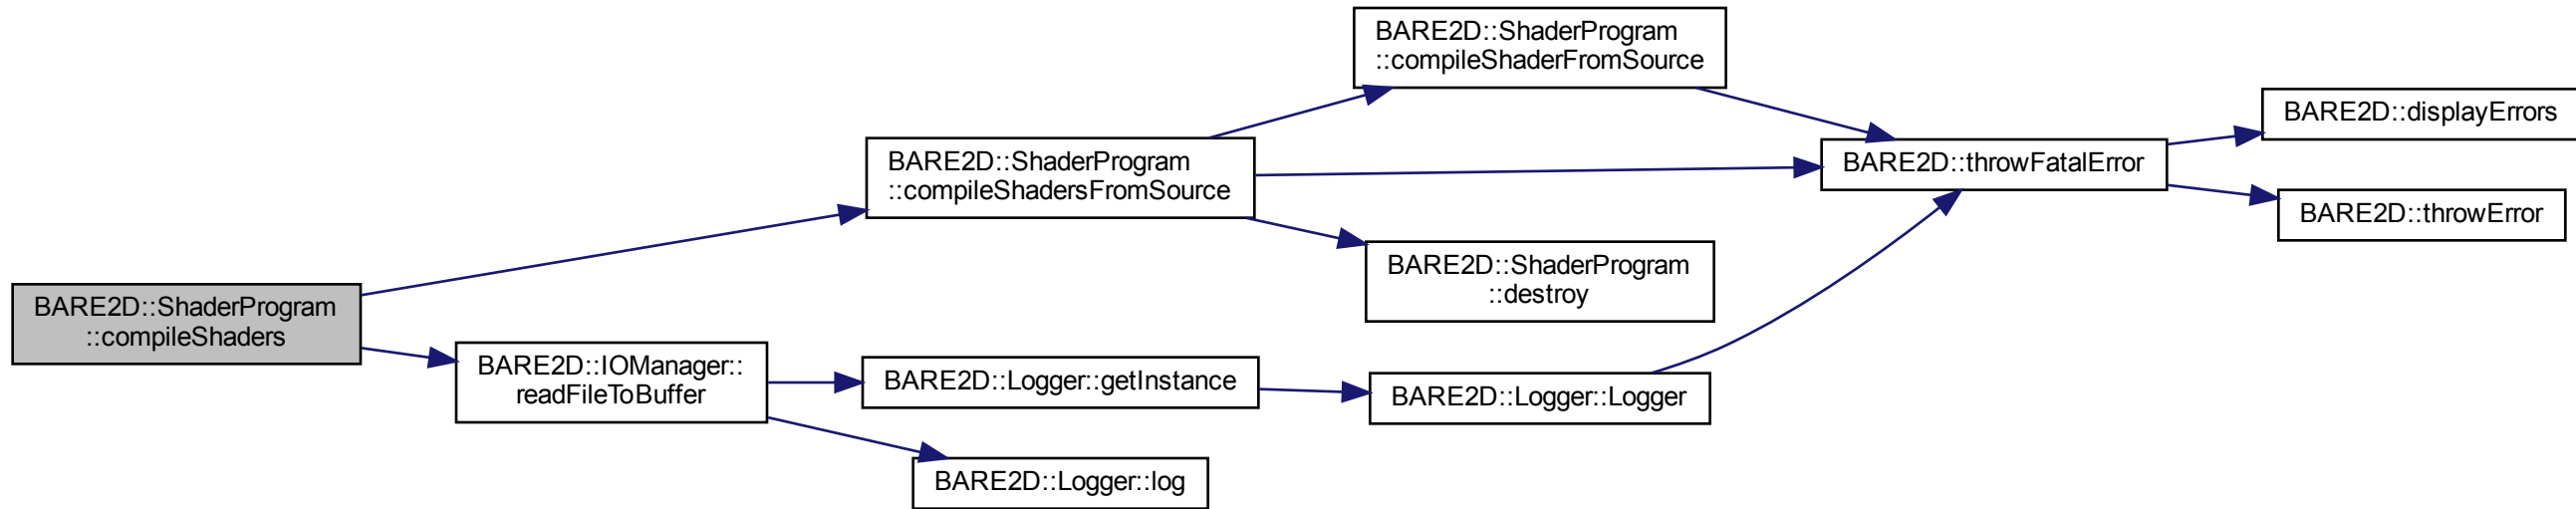 BARE2D::ShaderProgram
::compileShaders
BARE2D::ShaderProgram
::compileShadersFromSource
BARE2D::IOManager::
readFileToBuffer
BARE2D::ShaderProgram
::compileShaderFromSource
BARE2D::ShaderProgram
::destroy
BARE2D::Logger::getInstance
BARE2D::Logger::log
BARE2D::Logger::Logger
BARE2D::throwFatalError
BARE2D::displayErrors
BARE2D::throwError